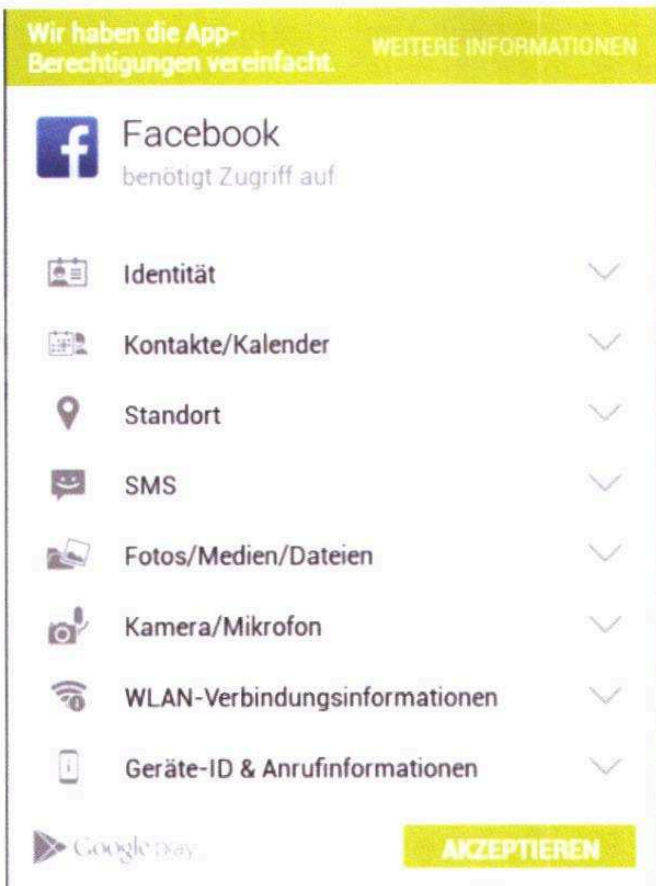 Wir haben die App-
Berechtigungen vereinfacht.
WEITERE INFORMATIONEN
Facebook
benötigt Zugriff auf
Identität
Kontakte/Kalender
Standort
SMS
Fotos/Medien/Dateien
Kamera/Mikrofon
WLAN-Verbindungsinformationen
Geräte-ID & Anrufinformationen
Google play
AKZEPTIEREN